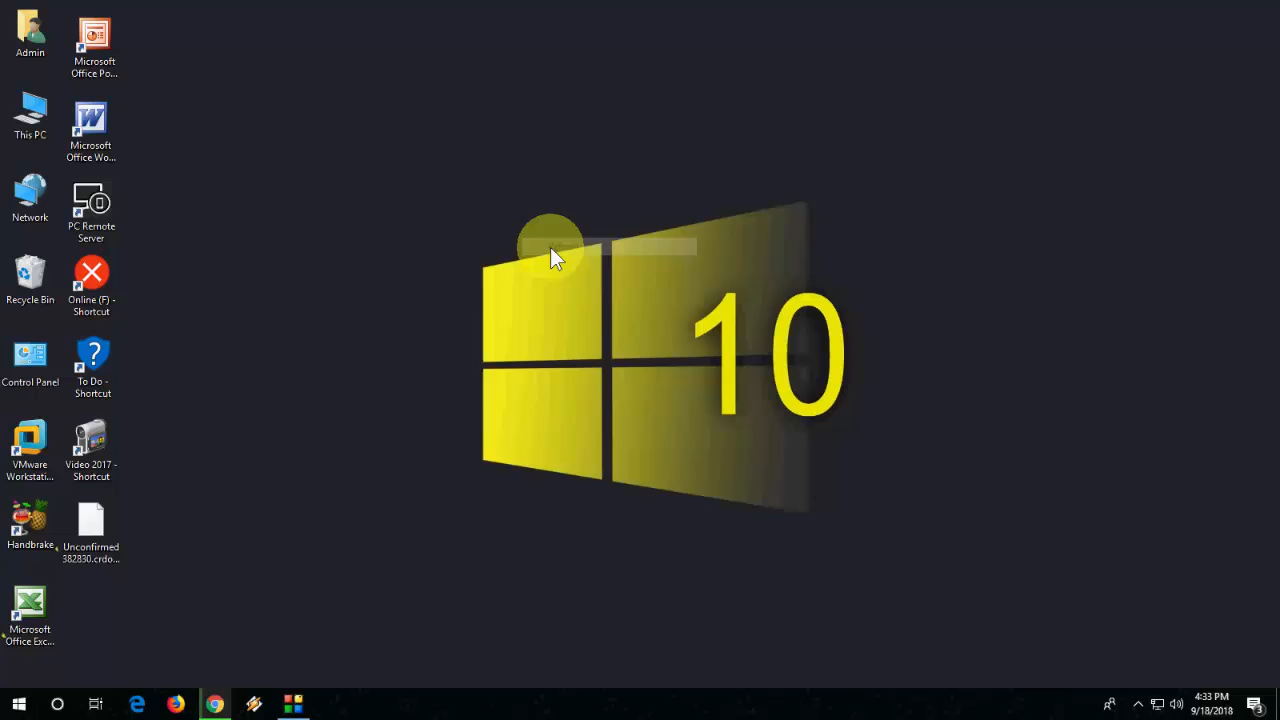 Admin
This PC
Network
Recycle Bin
Control Panel
VMware
Workstati...
Handbrake
Microsoft
Office Exc...
Microsoft
Office Po...
Microsoft
Office Wo...
PC Remote
Server
Online (F) -
Shortcut
To Do -
Shortcut
Video 2017 -
Shortcut
Unconfirmed
382830.crdo...
10
4:33 PM
9/18/2018
3